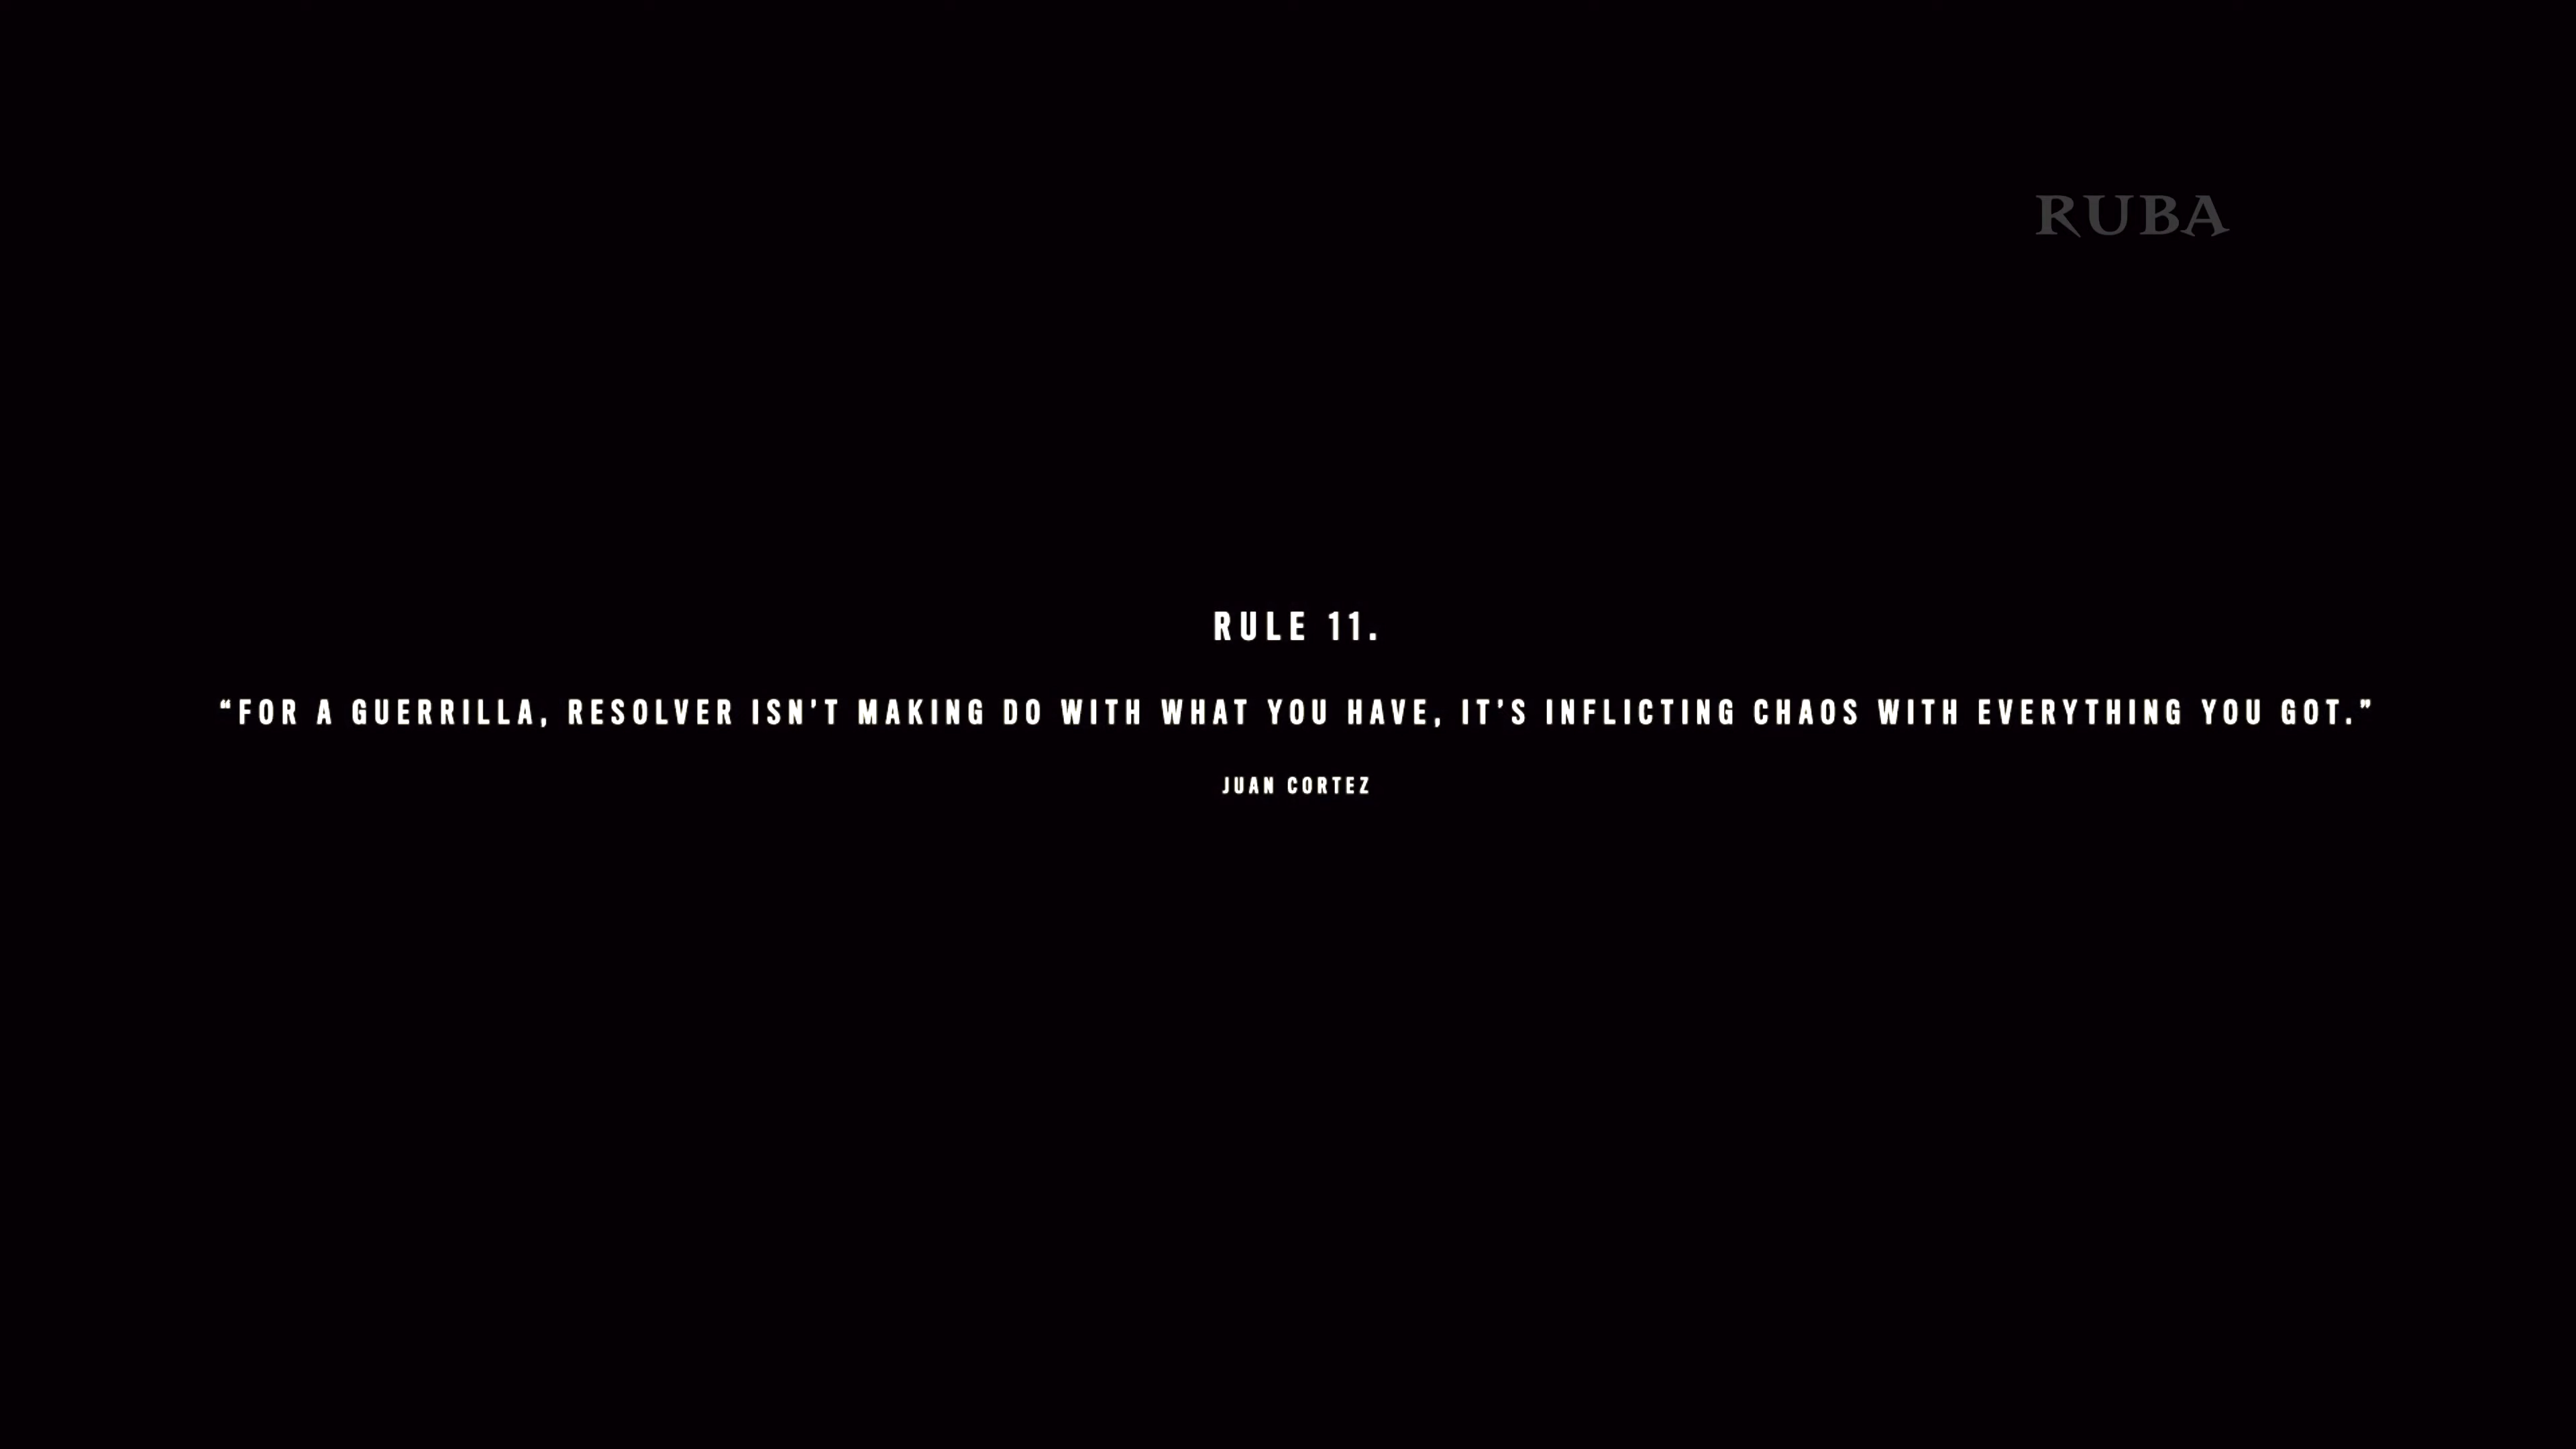 RUBA
RULE 11.
“FOR A GUERRILLA, RESOLVER ISN’T MAKING DO WITH WHAT YOU HAVE, IT’S INFLICTING CHAOS WITH EVERYTHING YOU GOT.”
JUAN CORTEZ